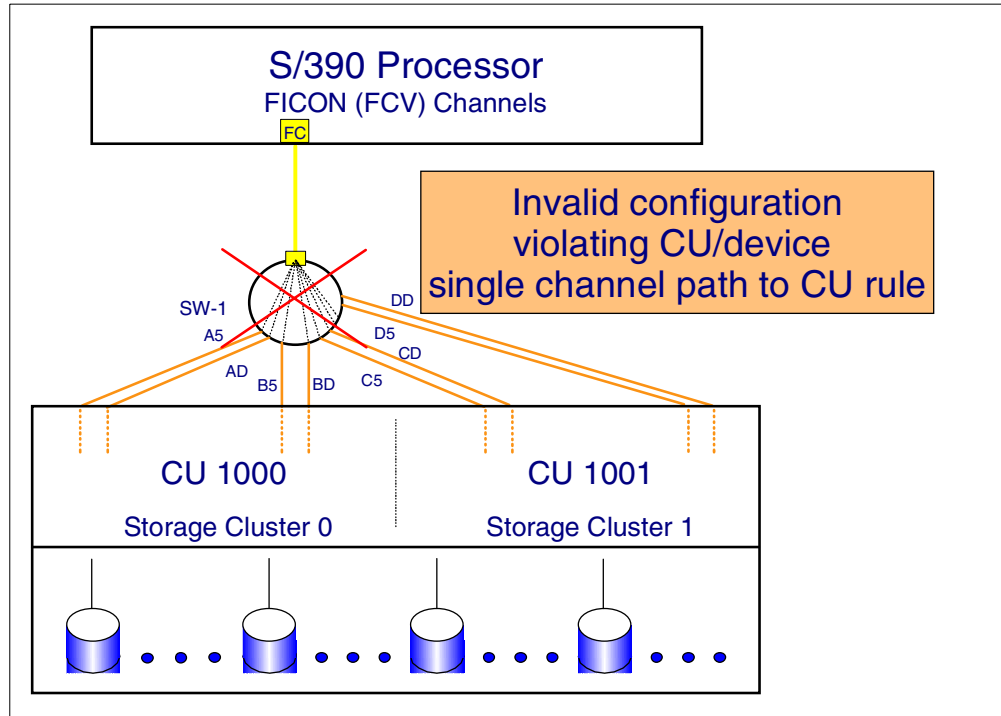 S/390 Processor
FICON (FCV) Channels
FC
Invalid configuration
violating CU/device
single channel path to CU rule
SW-1
DD
A5
D5
CD
AD
B5
BD
C5
CU 1000
CU 1001
Storage Cluster 0
Storage Cluster 1